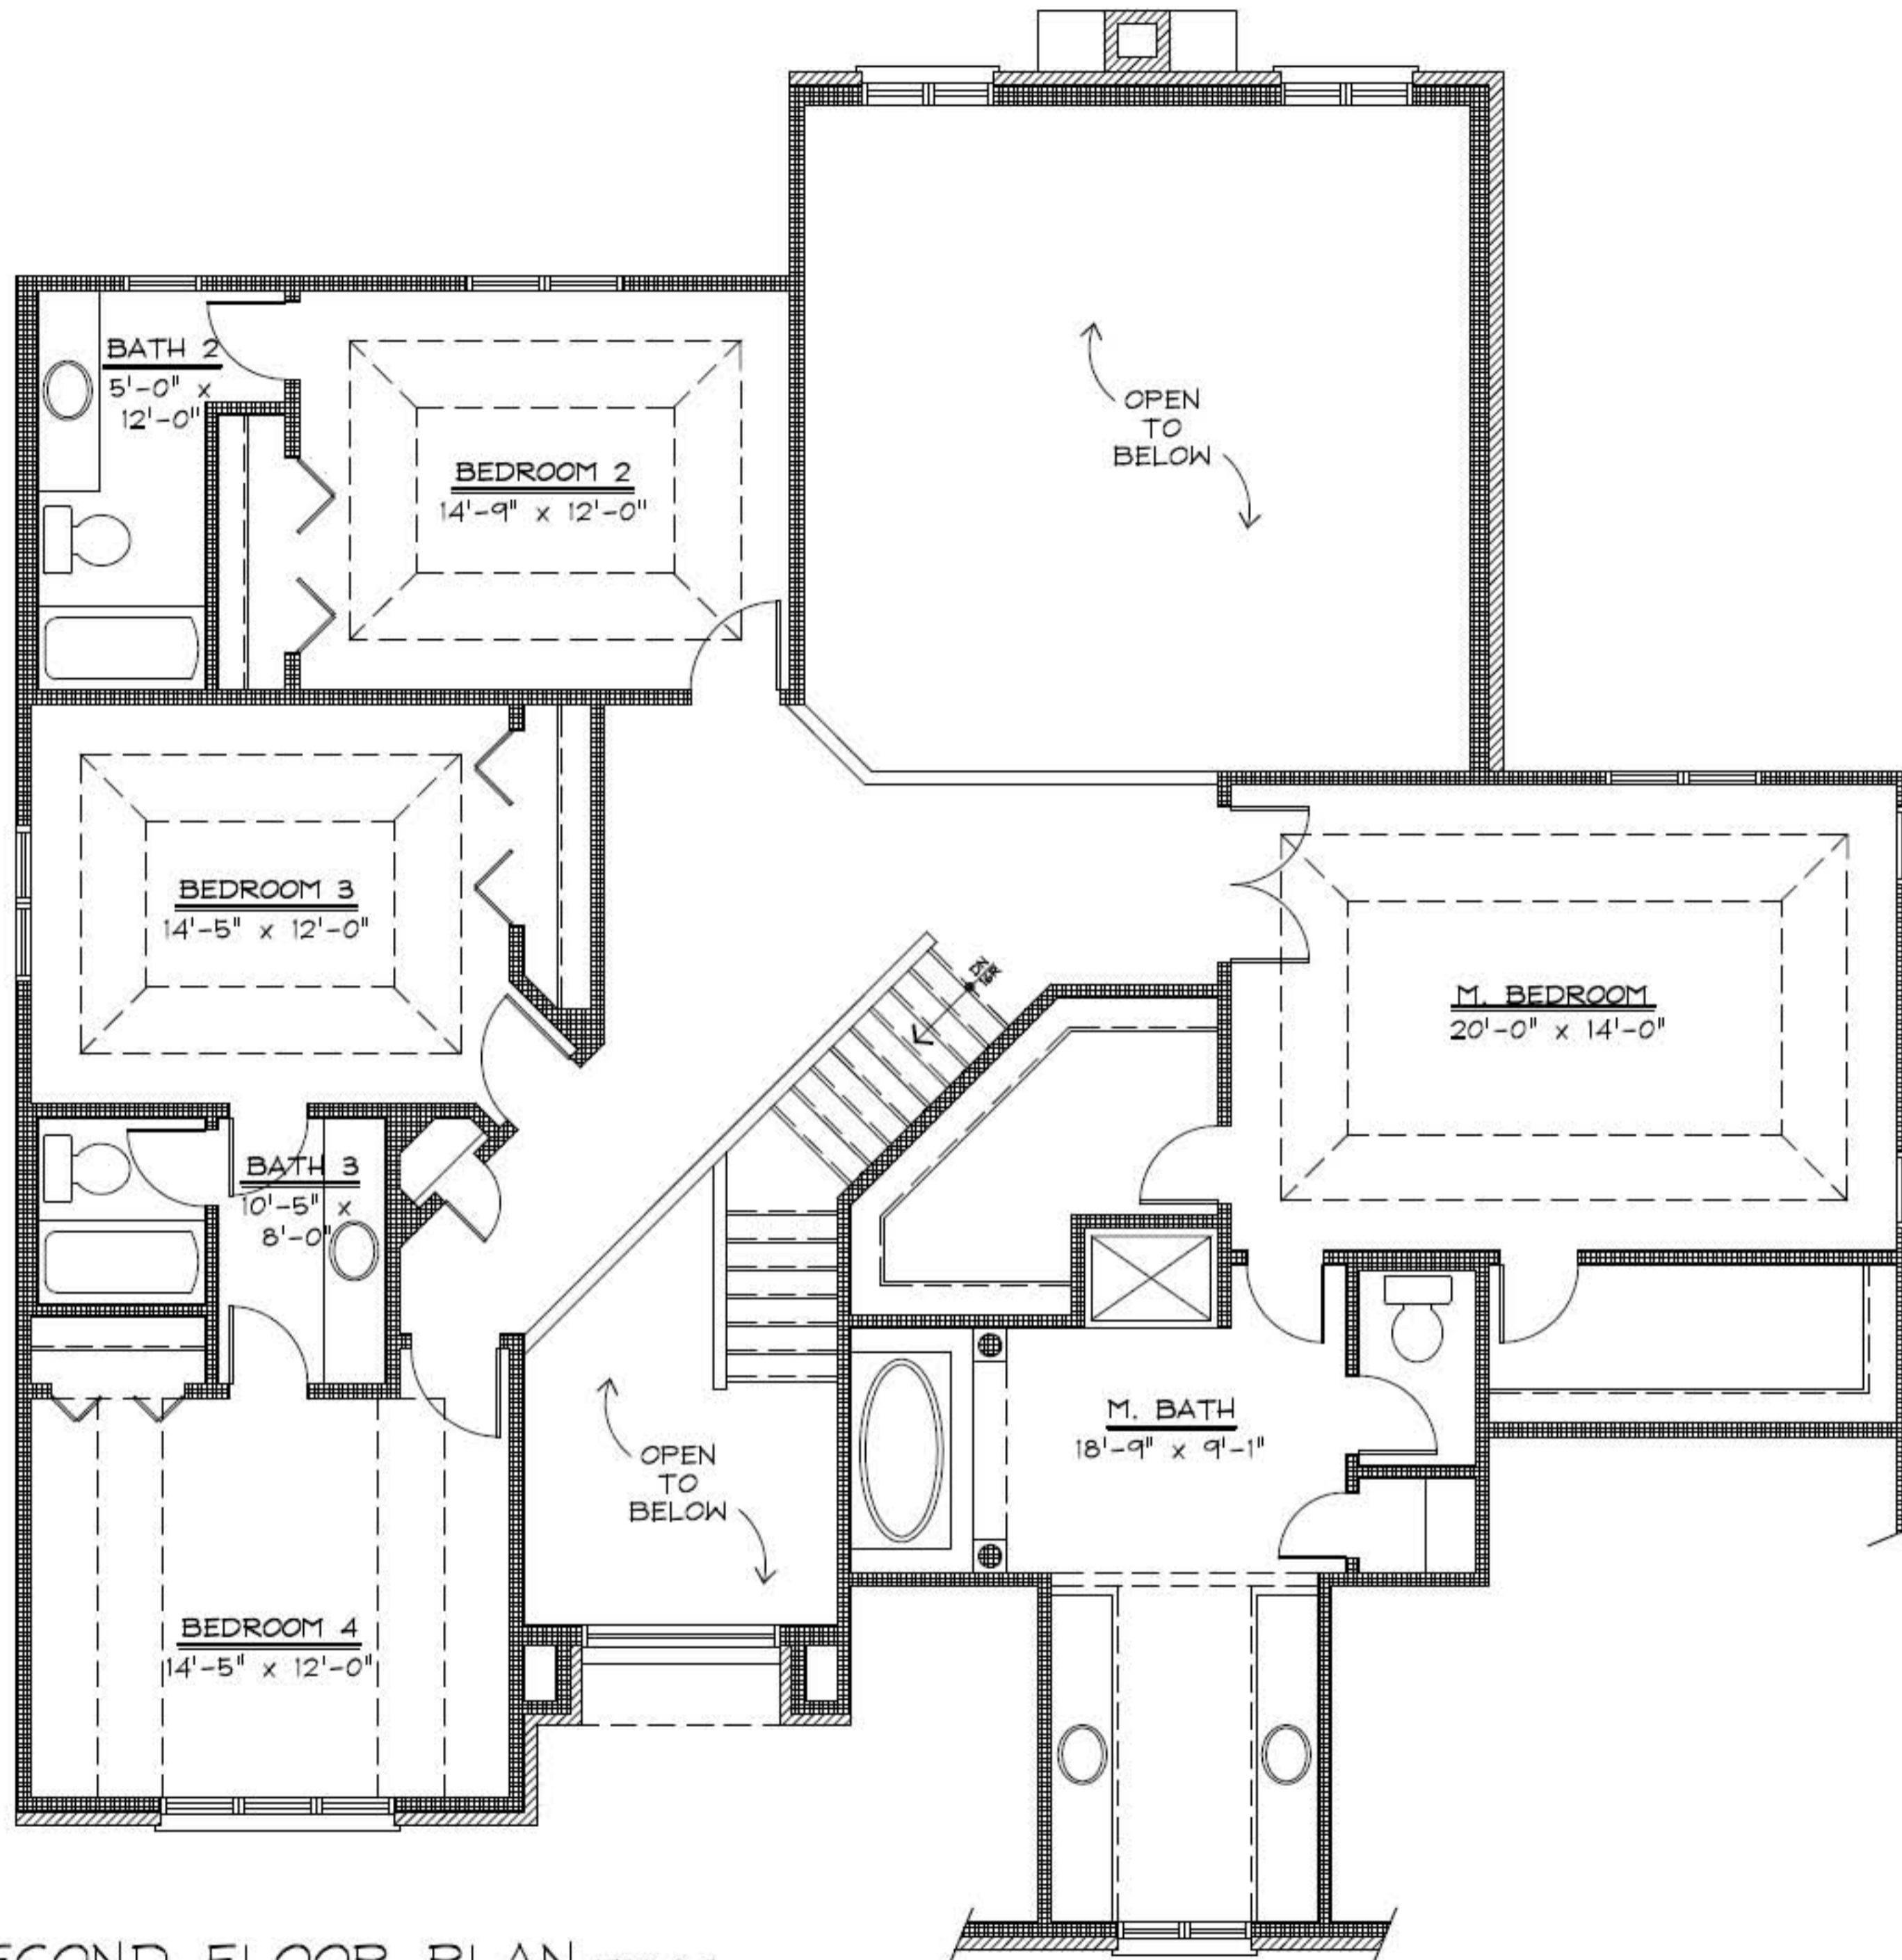 BATH 2
5'-0" x
12'-0"
BEDROOM 2
14'-9" x 12'-0"
OPEN
TO
BELOW
BEDROOM 3
14'-5" x 12'-0"
M. BEDROOM
20'-0" x 14'-0"
BATH 3
10'-5" x
8'-0"
M. BATH
18'-9" x 9'-1"
OPEN
TO
BELOW
BEDROOM 4
14'-5" x 12'-0"
FLOOR PLAN